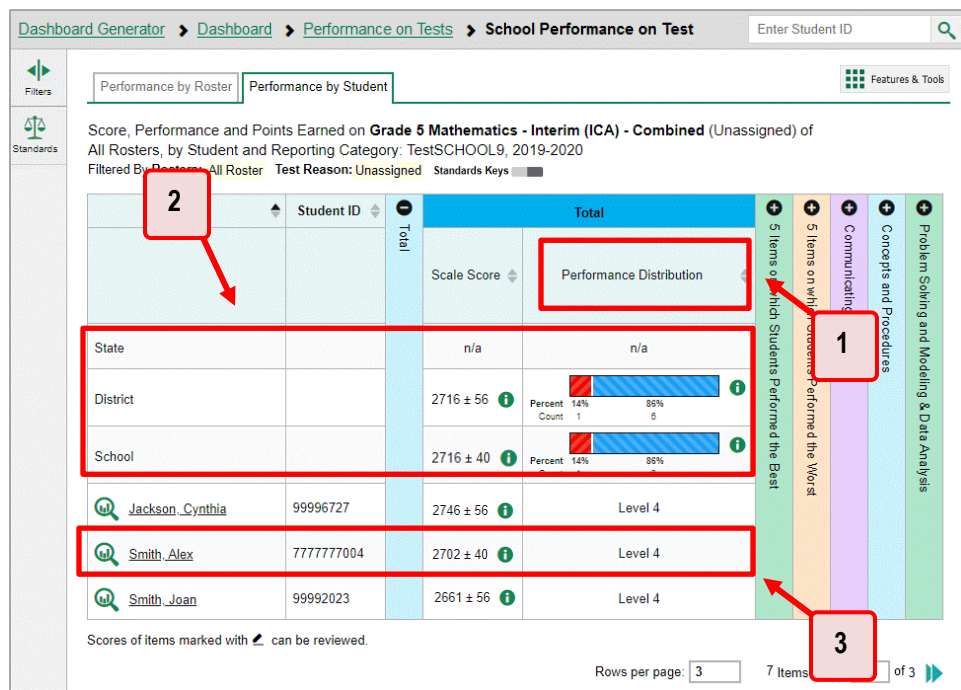 Dashboard Generator Dashboard Performance on Tests School Performance on Test Enter Student ID
Filters
Standards
Performance by Roster Performance by Student Features & Tools
Score, Performance and Points Earned on Grade 5 Mathematics - Interim (ICA) - Combined (Unassigned) of
All Rosters, by Student and Reporting Category: TestSCHOOL9, 2019-2020
Filtered By Rosters: All Roster Test Reason: Unassigned Standards Keys
2
Student ID Total Total
Scale Score Performance Distribution
5 Items on which Students Performed the Best
5 Items on which Students Performed the Worst
Communicating
Concepts and Procedures
Problem Solving and Modeling & Data Analysis
1
State n/a n/a
District 2716 ± 56 Percent 14% 86%
Count 1 6
School 2716 ± 40 Percent 14% 86%
Jackson, Cynthia 99996727 2746 ± 56 Level 4
Smith, Alex 7777777004 2702 ± 40 Level 4
Smith, Joan 99992023 2661 ± 56 Level 4
3
Scores of items marked with can be reviewed.
Rows per page: 3 7 Items of 3